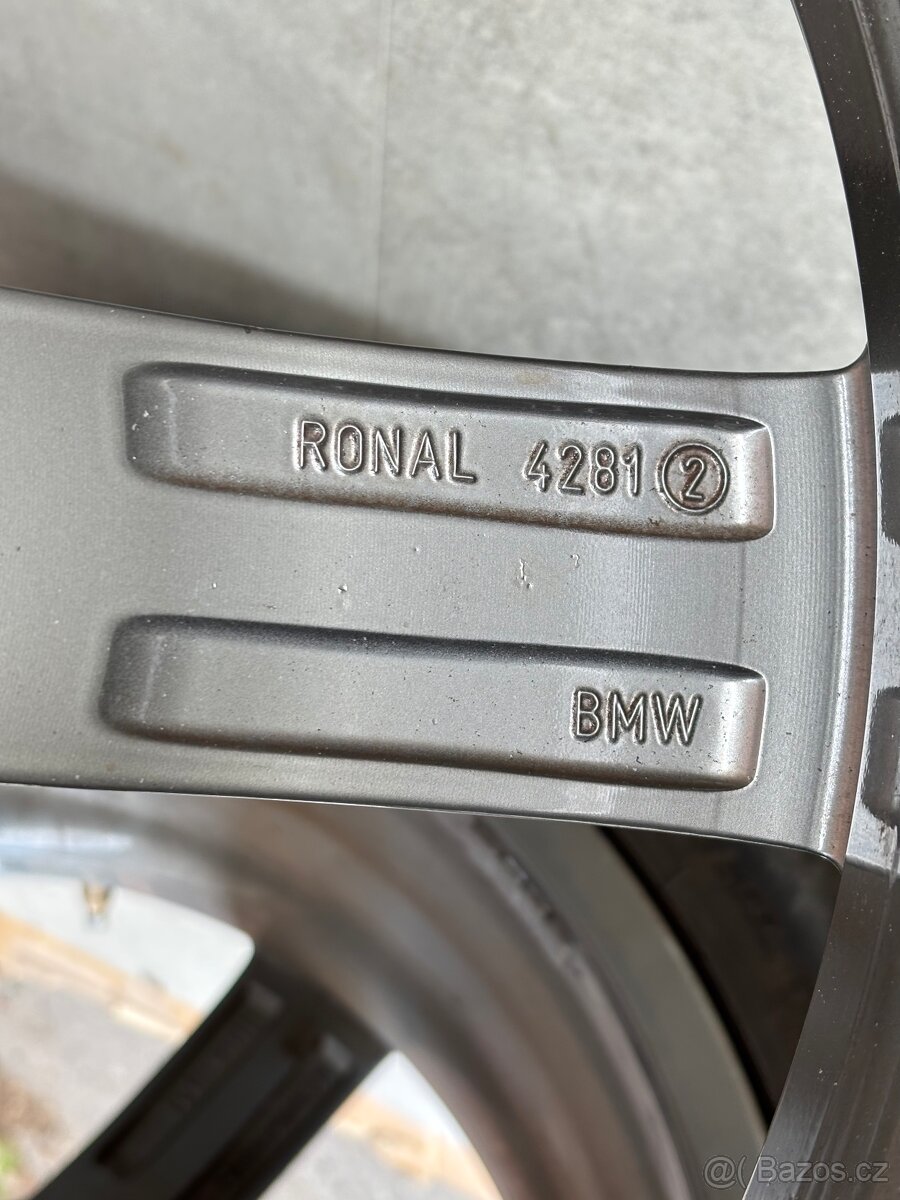 RONAL 4281 ②
BMW
@( Bazos.cz